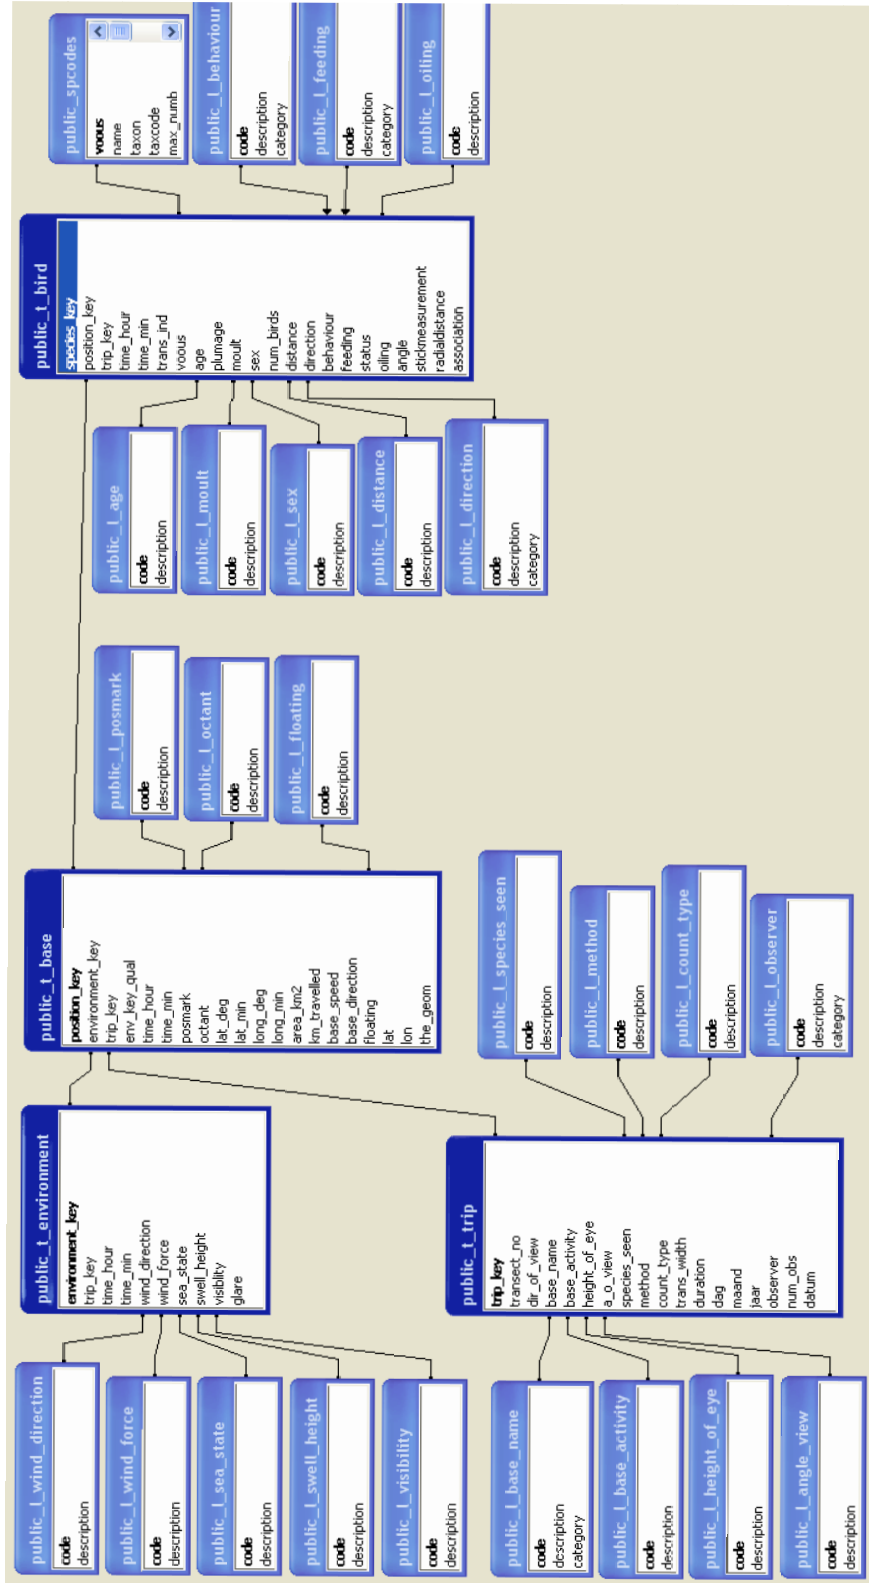 public_l_wind_direction
code
description
public_l_wind_force
code
description
public_l_sea_state
code
description
public_l_swell_height
code
description
public_l_visibility
code
description
public_l_base_name
code
description
category
public_l_base_activity
code
description
public_l_height_of_eye
code
description
public_l_angle_view
code
description
public_t_environment
environment_key
trip_key
time_hour
time_min
wind_direction
wind_force
sea_state
swell_height
visiblity
glare
public_t_trip
trip_key
transect_no
dir_of_view
base_name
base_activity
height_of_eye
a_o_view
species_seen
method
count_type
trans_width
duration
dag
maand
jaar
observer
num_obs
datum
public_t_base
position_key
environment_key
trip_key
env_key_qual
time_hour
time_min
posmark
octant
lat_deg
lat_min
long_deg
long_min
area_km2
km_travelled
base_speed
base_direction
floating
lat
lon
the_geom
public_l_species_seen
code
description
public_l_method
code
description
public_l_count_type
code
description
public_l_observer
code
description
category
public_l_posmark
code
description
public_l_octant
code
description
public_l_floating
code
description
public_l_age
code
description
public_l_moult
code
description
public_l_sex
code
description
public_l_distance
code
description
public_l_direction
code
description
category
public_t_bird
species_key
position_key
trip_key
time_hour
time_min
trans_ind
voous
age
plumage
moult
sex
num_birds
distance
direction
behaviour
feeding
status
oiling
angle
stickmeasurement
radialdistance
association
public_spcodes
voous
name
taxon
taxcode
max_numb
public_l_behaviour
code
description
category
public_l_feeding
code
description
category
public_l_oiling
code
description